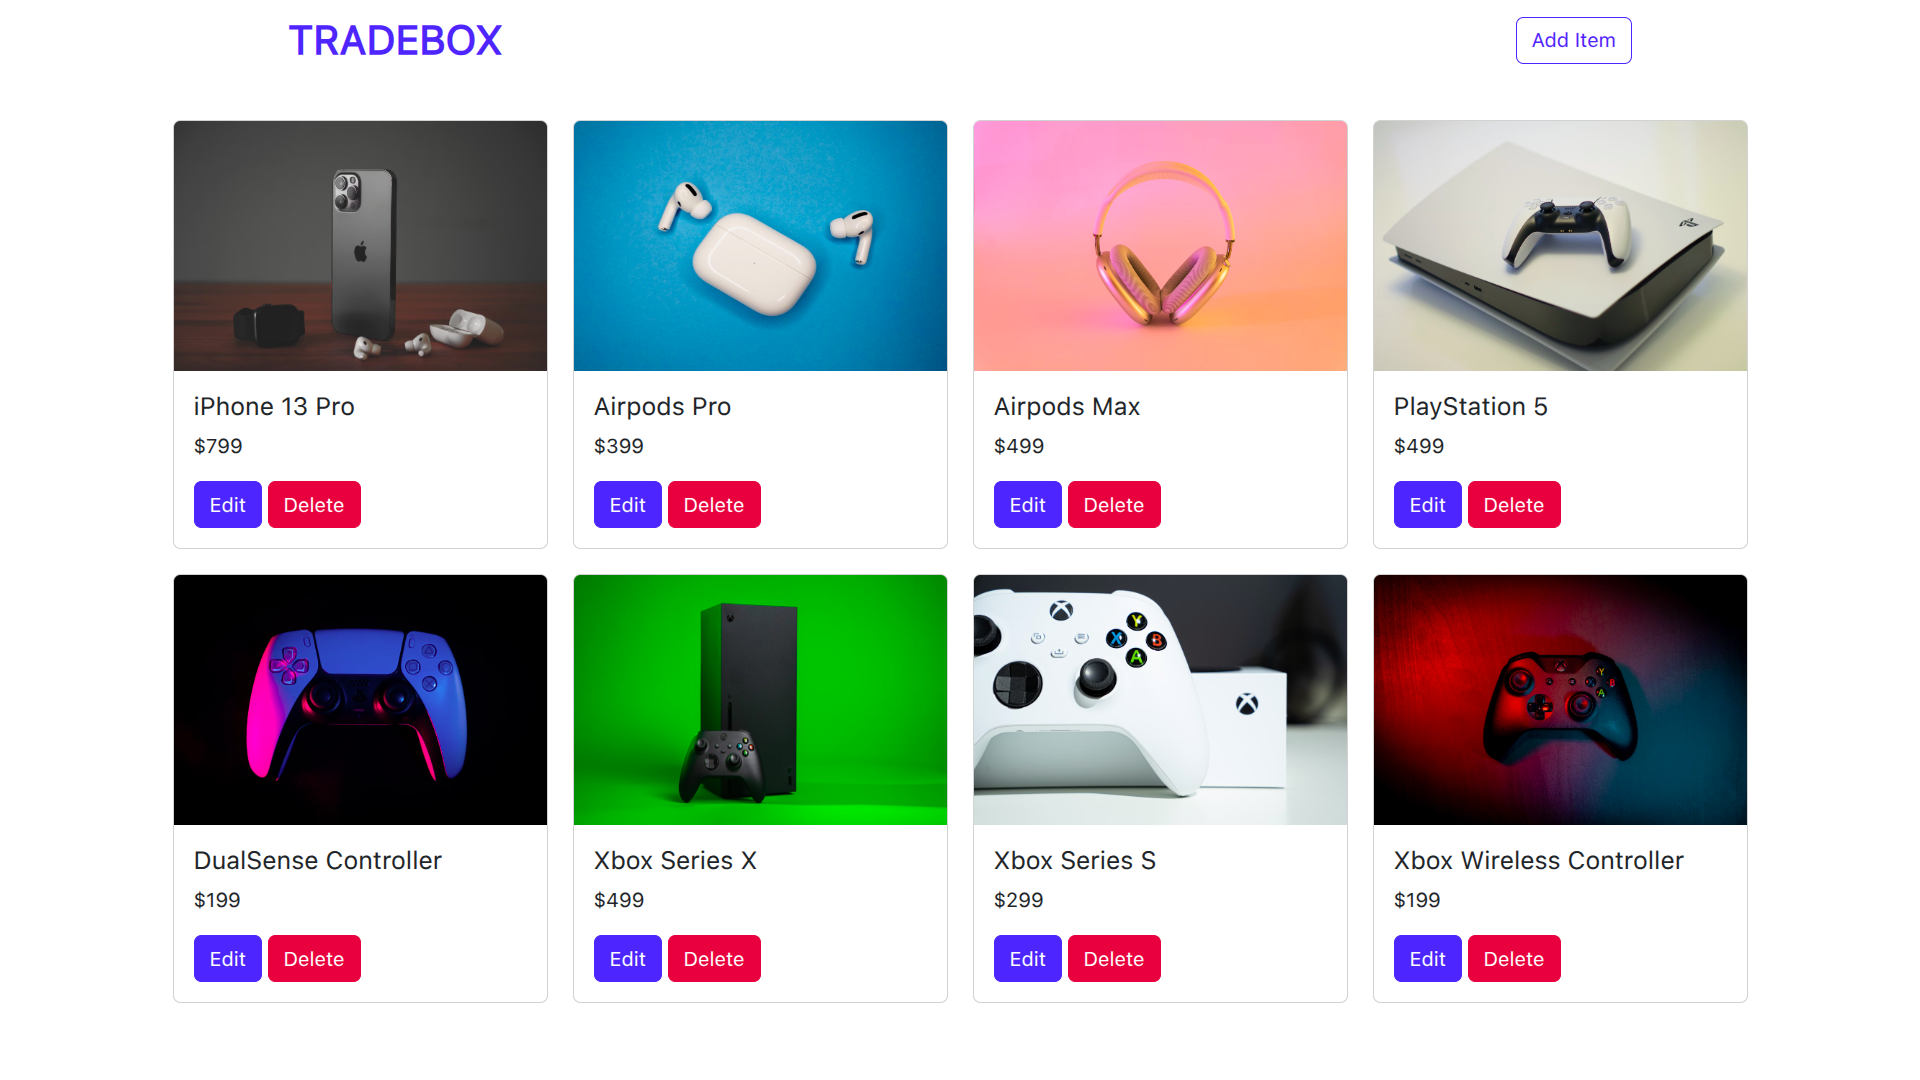 TRADEBOX
Add Item
iPhone 13 Pro
$799
Edit Delete
Airpods Pro
$399
Edit Delete
Airpods Max
$499
Edit Delete
PlayStation 5
$499
Edit Delete
DualSense Controller
$199
Edit Delete
Xbox Series X
$499
Edit Delete
Y
X B
A
Xbox Series S
$299
Edit Delete
Y
B
A
Xbox Wireless Controller
$199
Edit Delete